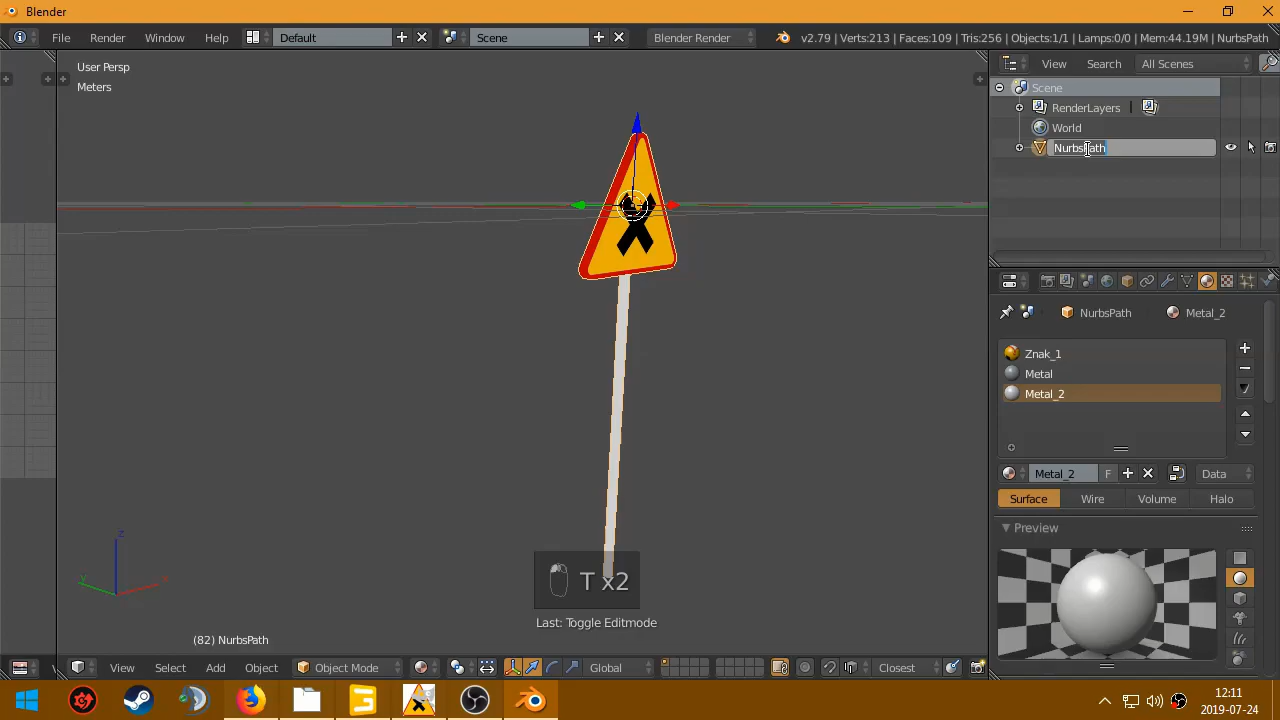 Blender
File Render Window Help Default Scene Blender Render v2.79 | Verts:213 | Faces:109 | Tris:256 | Objects:1/1 | Lamps:0/0 | Mem:44.19M | NurbsPath
User Persp
Meters
View Search All Scenes
Scene
RenderLayers |
World
NurbsPath
NurbsPath Metal_2
Znak_1
Metal
Metal_2
Metal_2 F Data
Surface Wire Volume Halo
Preview
z
y x
T x2
Last: Toggle Editmode
(82) NurbsPath
View Select Add Object Object Mode Global Closest
12:11
2019-07-24